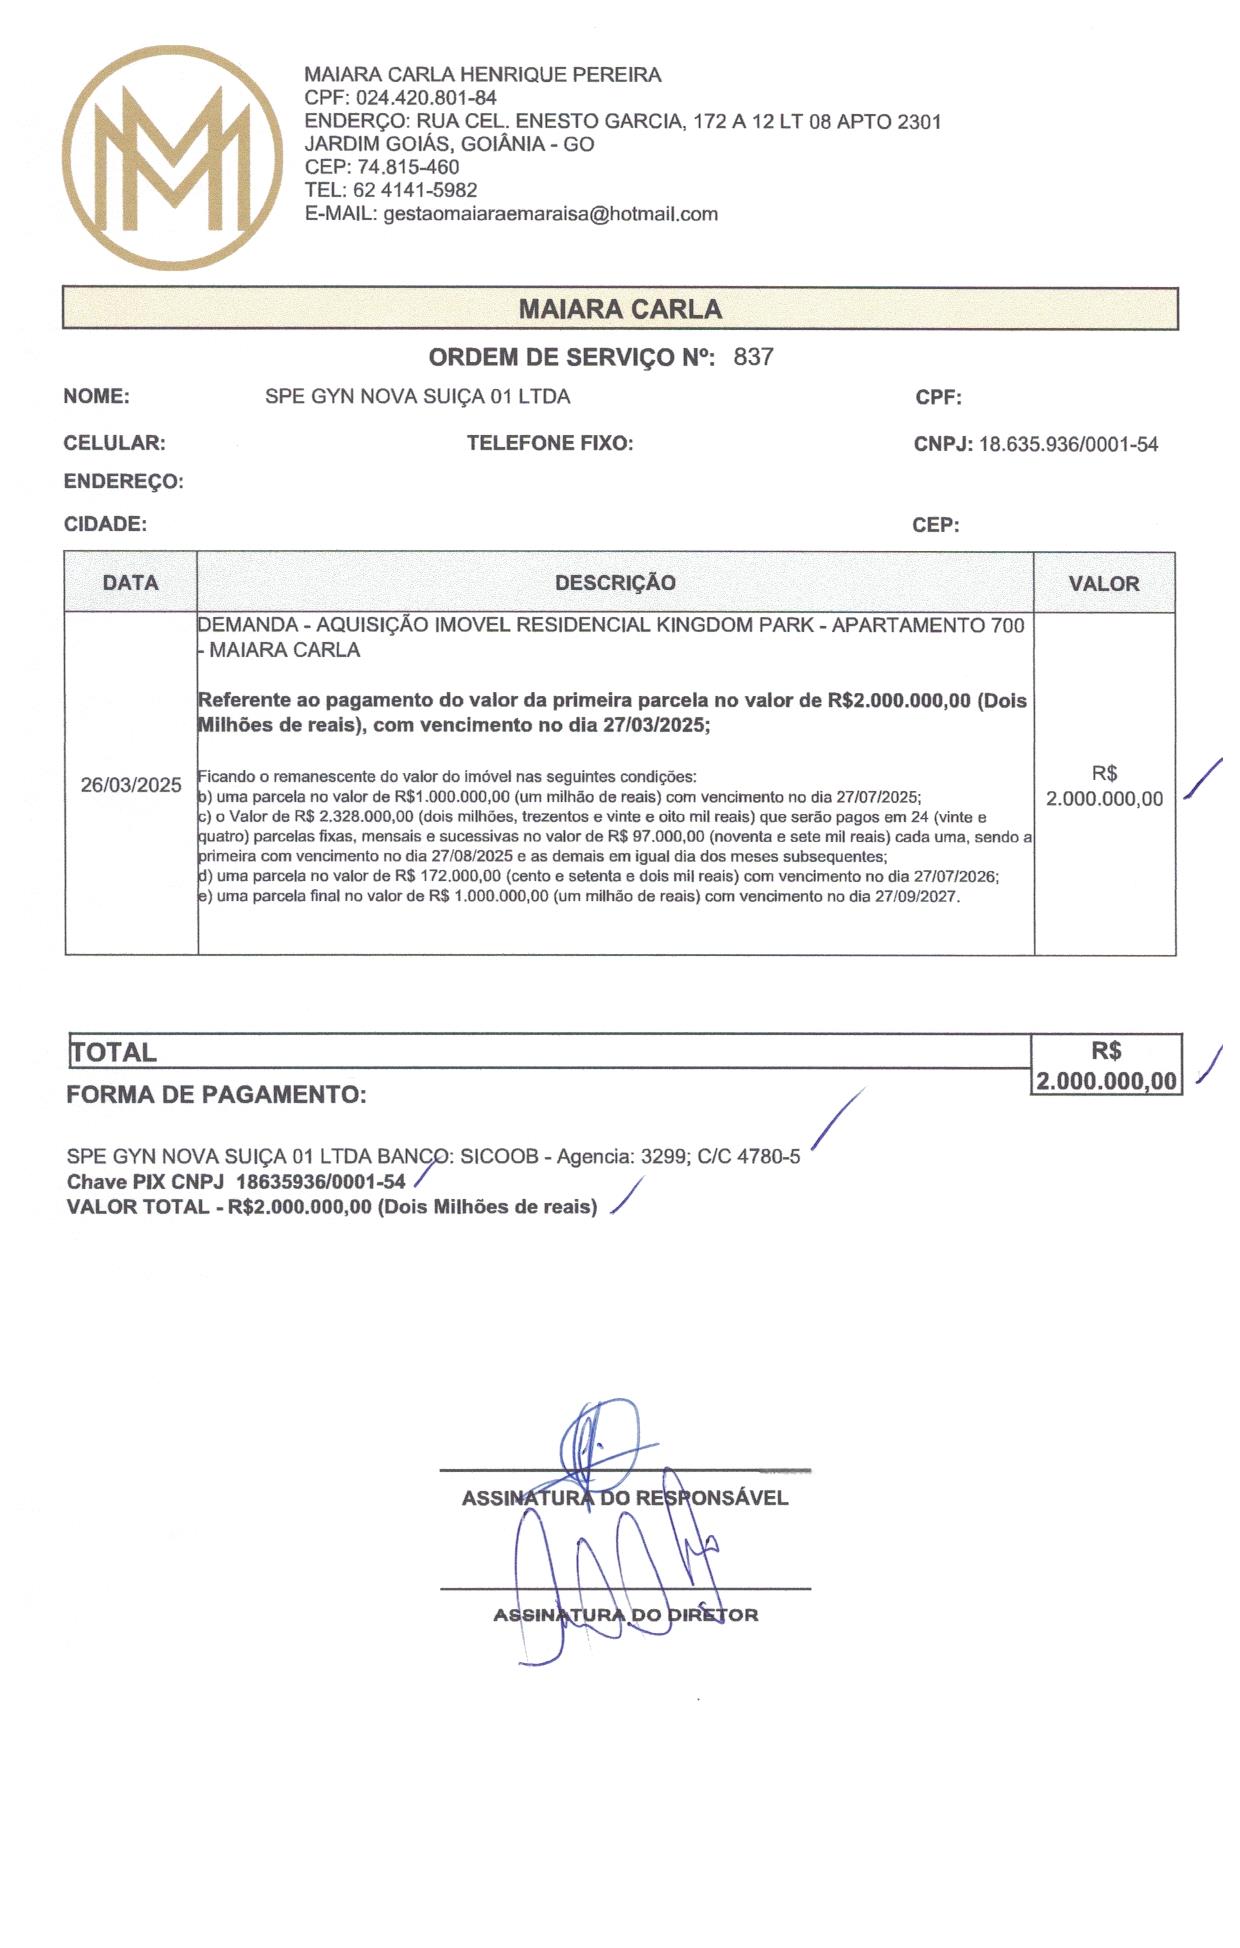 MM
MAIARA CARLA HENRIQUE PEREIRA
CPF: 024.420.801-84
ENDERÇO: RUA CEL. ENESTO GARCIA, 172 A 12 LT 08 APTO 2301
JARDIM GOIÁS, GOIÂNIA - GO
CEP: 74.815-460
TEL: 62 4141-5982
E-MAIL: gestaomaiaraemaraisa@hotmail.com
MAIARA CARLA
ORDEM DE SERVIÇO Nº: 837
NOME: SPE GYN NOVA SUIÇA 01 LTDA CPF:
CELULAR: TELEFONE FIXO: CNPJ: 18.635.936/0001-54
ENDEREÇO:
CIDADE: CEP:
DATA DESCRIÇÃO VALOR
DEMANDA - AQUISIÇÃO IMOVEL RESIDENCIAL KINGDOM PARK - APARTAMENTO 700
- MAIARA CARLA
Referente ao pagamento do valor da primeira parcela no valor de R$2.000.000,00 (Dois
Milhões de reais), com vencimento no dia 27/03/2025;
26/03/2025
Ficando o remanescente do valor do imóvel nas seguintes condições:
b) uma parcela no valor de R$1.000.000,00 (um milhão de reais) com vencimento no dia 27/07/2025;
c) o Valor de R$ 2.328.000,00 (dois milhões, trezentos e vinte e oito mil reais) que serão pagos em 24 (vinte e
quatro) parcelas fixas, mensais e sucessivas no valor de R$ 97.000,00 (noventa e sete mil reais) cada uma, sendo a
primeira com vencimento no dia 27/08/2025 e as demais em igual dia dos meses subsequentes;
d) uma parcela no valor de R$ 172.000,00 (cento e setenta e dois mil reais) com vencimento no dia 27/07/2026;
e) uma parcela final no valor de R$ 1.000.000,00 (um milhão de reais) com vencimento no dia 27/09/2027.
R$
2.000.000,00
TOTAL R$
2.000.000,00
FORMA DE PAGAMENTO:
SPE GYN NOVA SUIÇA 01 LTDA BANCO: SICOOB - Agencia: 3299; C/C 4780-5
Chave PIX CNPJ 18635936/0001-54
VALOR TOTAL - R$2.000.000,00 (Dois Milhões de reais)
ASSINATURA DO RESPONSÁVEL
ASSINATURA DO DIRETOR